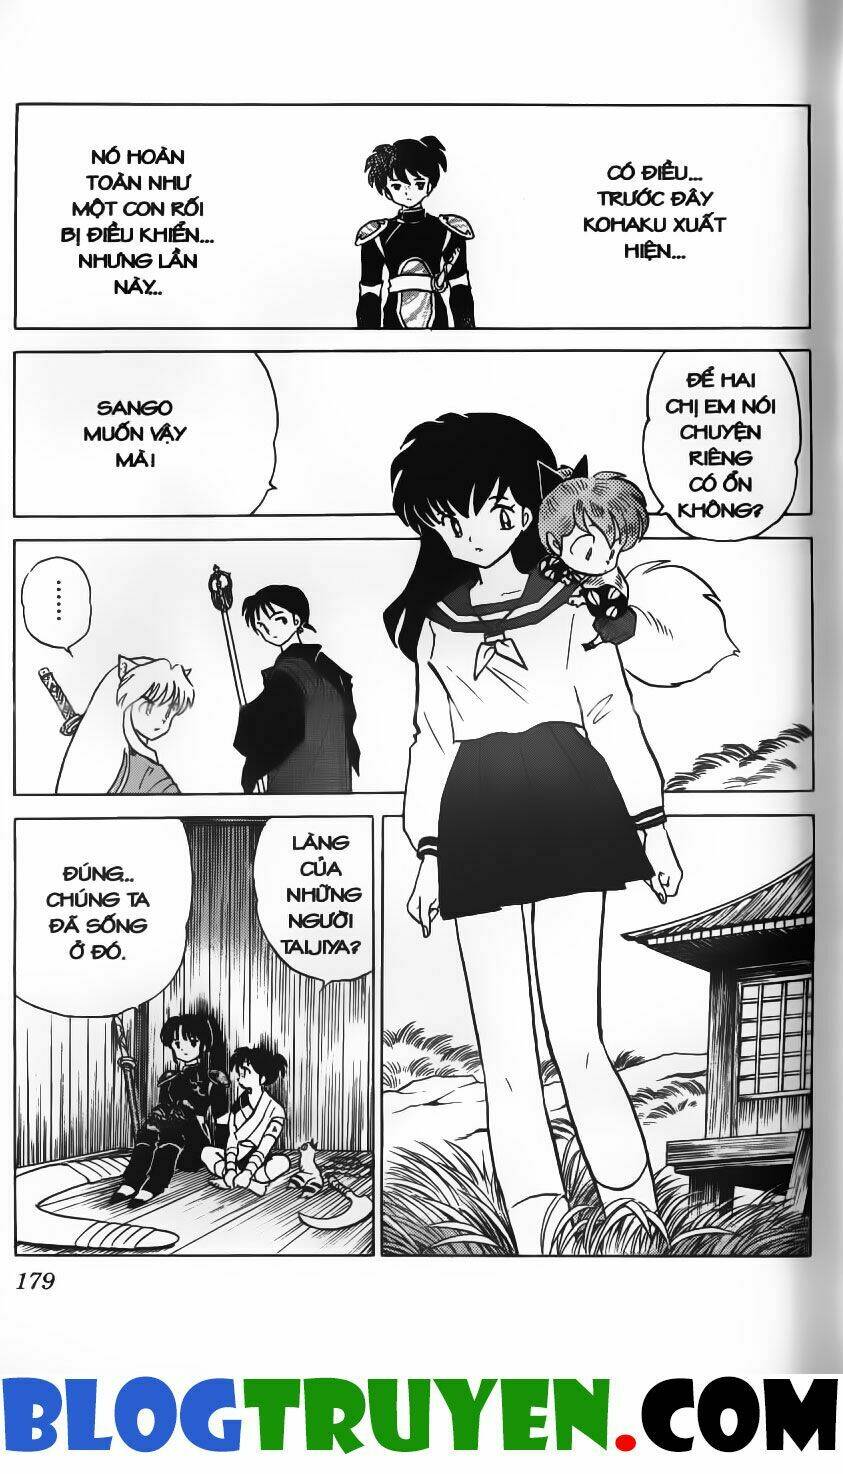 CÓ ĐIỀU...
TRƯỚC ĐÂY
KOHAKU XUẤT
HIỆN...
NÓ HOÀN
TOÀN NHƯ
MỘT CON RỐI
BỊ ĐIỀU KHIỂN...
NHƯNG LẦN
NÀY...
ĐỂ HAI
CHỊ EM NÓI
CHUYỆN
RIÊNG
CÓ ỔN
KHÔNG?
SANGO
MUỐN VẬY
MÀ!
......
LÀNG
CỦA
NHỮNG
NGƯỜI
TAIJIYA?
ĐÚNG...
CHÚNG TA
ĐÃ SỐNG
Ở ĐÓ.
179
BLOGTRUYEN.COM